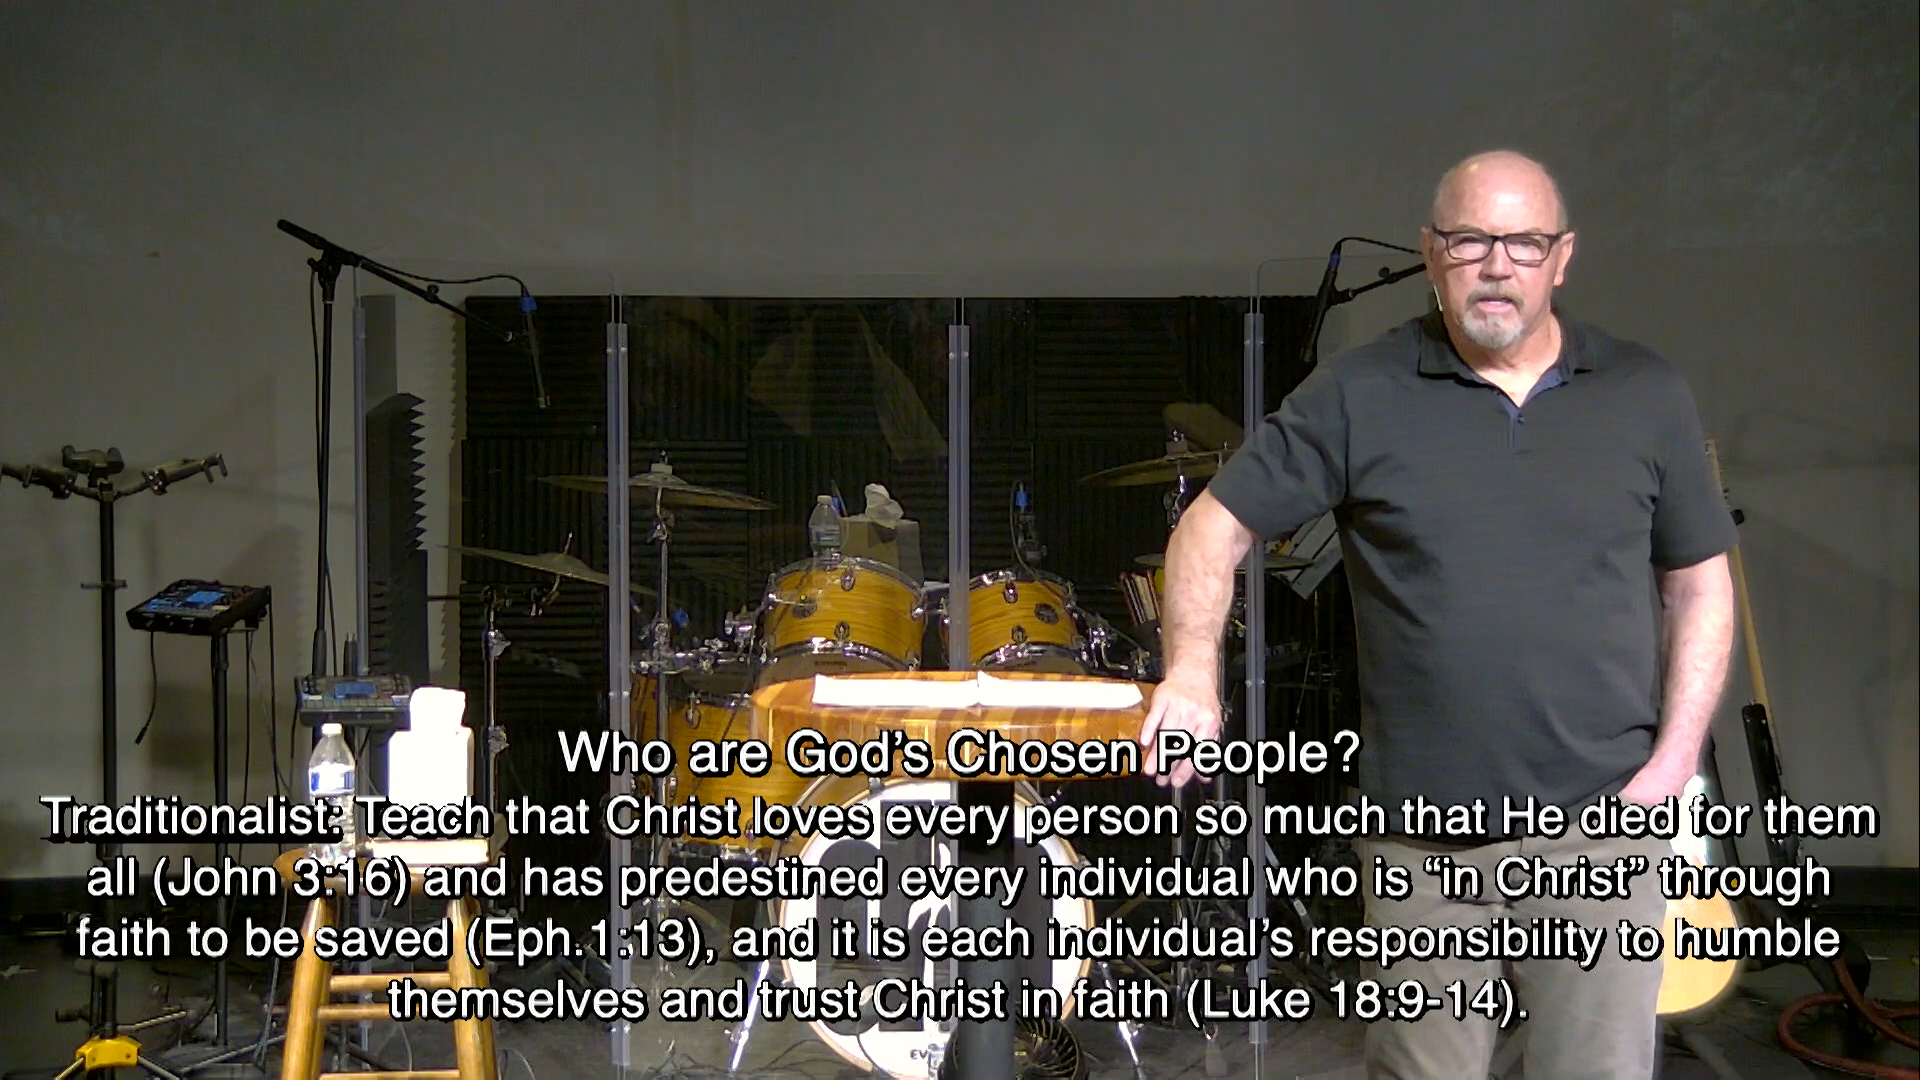 Who are God’s Chosen People?
Traditionalist: Teach that Christ loves every person so much that He died for them
all (John 3:16) and has predestined every individual who is “in Christ” through
faith to be saved (Eph. 1:13), and it is each individual’s responsibility to humble
themselves and trust Christ in faith (Luke 18:9-14).
EV